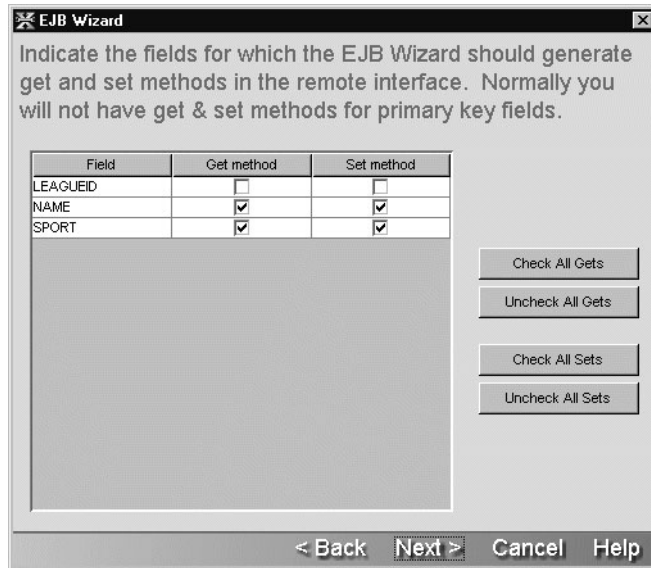 EJB Wizard
Indicate the fields for which the EJB Wizard should generate
get and set methods in the remote interface. Normally you
will not have get & set methods for primary key fields.
Field Get method Set method
LEAGUEID
NAME
SPORT
Check All Gets
Uncheck All Gets
Check All Sets
Uncheck All Sets
< Back Next > Cancel Help